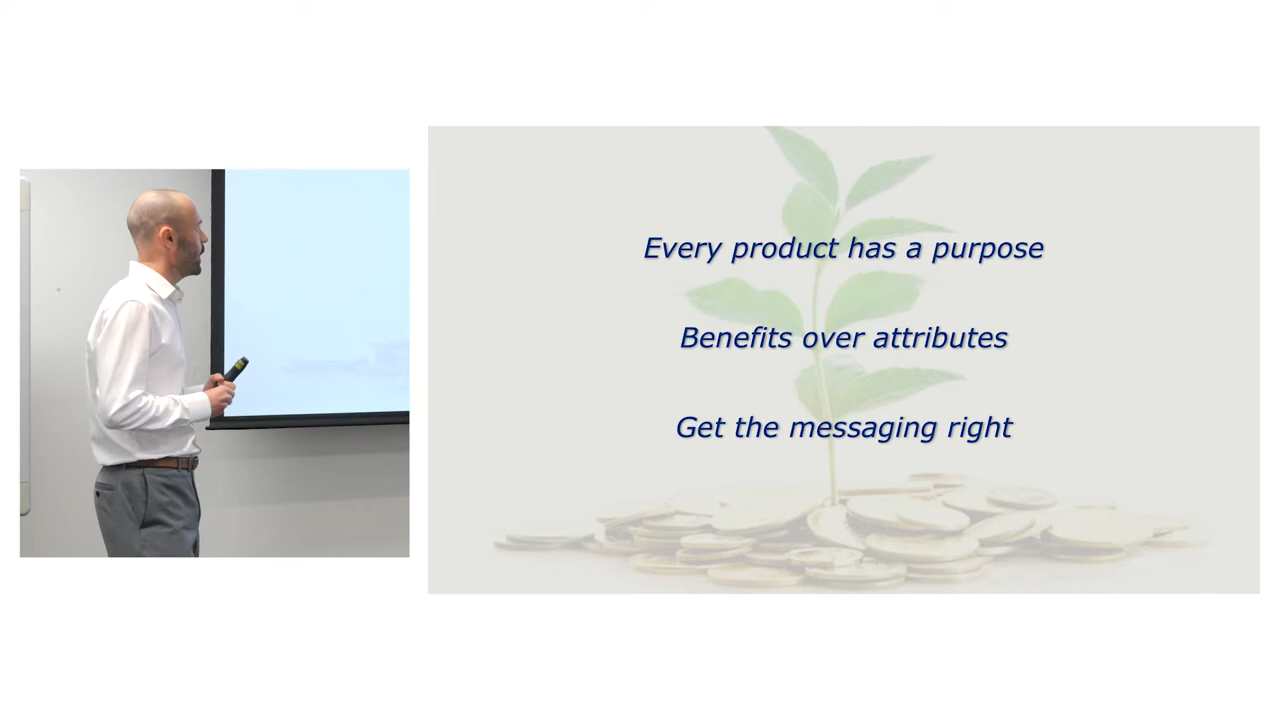 Every product has a purpose
Benefits over attributes
Get the messaging right